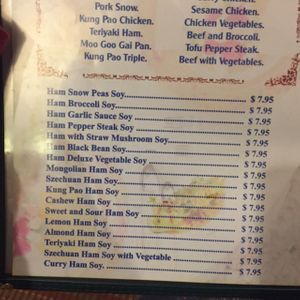 Pork Snow.
Kung Pao Chicken.
Teriyaki Ham.
Moo Goo Gai Pan.
Kung Pao Triple.
Chicken.
Sesame Chicken.
Chicken Vegetables.
Beef and Broccoli.
Tofu Pepper Steak.
Beef with Vegetables.
Ham Snow Peas Soy $ 7.95
Ham Broccoli Soy $ 7.95
Ham Garlic Sauce Soy $ 7.95
Ham Pepper Steak Soy $ 7.95
Ham with Straw Mushroom Soy $ 7.95
Ham Black Bean Soy $ 7.95
Ham Deluxe Vegetable Soy $ 7.95
Mongolian Ham Soy $ 7.95
Szechuan Ham Soy $ 7.95
Kung Pao Ham Soy $ 7.95
Cashew Ham Soy $ 7.95
Sweet and Sour Ham Soy $ 7.95
Lemon Ham Soy $ 7.95
Almond Ham Soy $ 7.95
Teriyaki Ham Soy $ 7.95
Szechuan Ham Soy with Vegetable $ 7.95
Curry Ham Soy $ 7.95